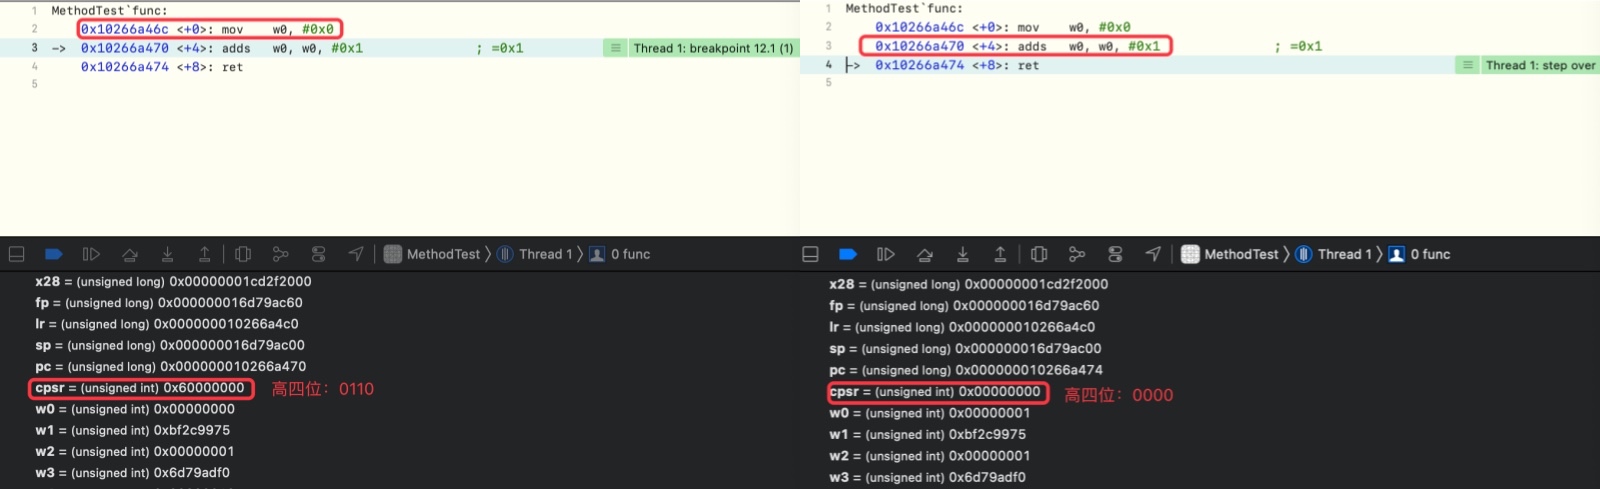 1 MethodTest`func:
2 0x10266a46c <+0>: mov w0, #0x0
3 -> 0x10266a470 <+4>: adds w0, w0, #0x1 ; =0x1 Thread 1: breakpoint 12.1 (1)
4 0x10266a474 <+8>: ret
5
MethodTest 〉 Thread 1 〉 0 func
x28 = (unsigned long) 0x00000001cd2f2000
fp = (unsigned long) 0x000000016d79ac60
lr = (unsigned long) 0x000000010266a4c0
sp = (unsigned long) 0x000000016d79ac00
pc = (unsigned long) 0x000000010266a470
cpsr = (unsigned int) 0x60000000 高四位：0110
w0 = (unsigned int) 0x00000000
w1 = (unsigned int) 0xbf2c9975
w2 = (unsigned int) 0x00000001
w3 = (unsigned int) 0x6d79adf0
1 MethodTest`func:
2 0x10266a46c <+0>: mov w0, #0x0
3 0x10266a470 <+4>: adds w0, w0, #0x1 ; =0x1
4 -> 0x10266a474 <+8>: ret Thread 1: step over
5
MethodTest 〉 Thread 1 〉 0 func
x28 = (unsigned long) 0x00000001cd2f2000
fp = (unsigned long) 0x000000016d79ac60
lr = (unsigned long) 0x000000010266a4c0
sp = (unsigned long) 0x000000016d79ac00
pc = (unsigned long) 0x000000010266a474
cpsr = (unsigned int) 0x00000000 高四位：0000
w0 = (unsigned int) 0x00000001
w1 = (unsigned int) 0xbf2c9975
w2 = (unsigned int) 0x00000001
w3 = (unsigned int) 0x6d79adf0